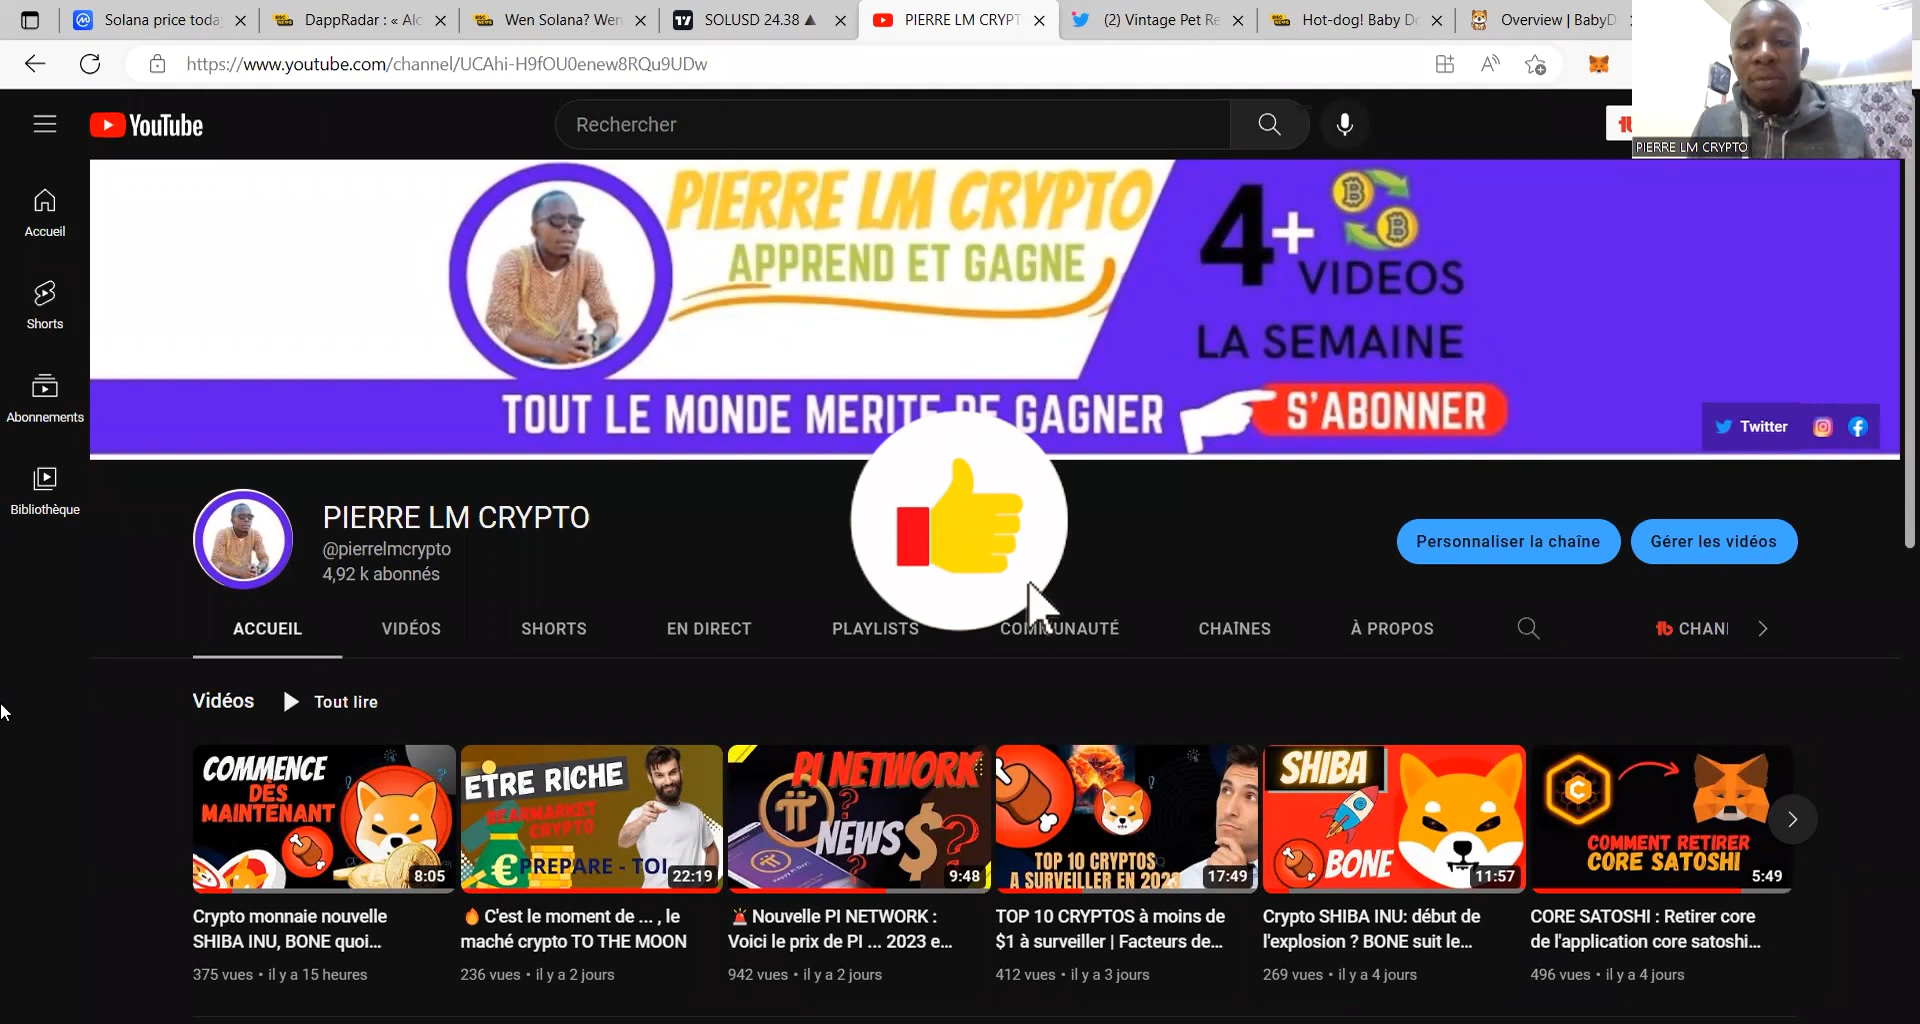 Solana price toda
DappRadar : « Alc
Wen Solana? Wen
SOLUSD 24.38 ▲
PIERRE LM CRYPT
(2) Vintage Pet Re
Hot-dog! Baby D
Overview | BabyD
https://www.youtube.com/channel/UCAhi-H9fOU0enew8RQu9UDw
YouTube
Rechercher
PIERRE LM CRYPTO
PIERRE LM CRYPTO
APPREND ET GAGNE
4+
VIDEOS
LA SEMAINE
TOUT LE MONDE MERITE DE GAGNER
S'ABONNER
Twitter
Accueil
Shorts
Abonnements
Bibliothèque
PIERRE LM CRYPTO
@pierrelmcrypto
4,92 k abonnés
Personnaliser la chaîne
Gérer les vidéos
ACCUEIL
VIDÉOS
SHORTS
EN DIRECT
PLAYLISTS
COMMUNAUTÉ
CHAÎNES
À PROPOS
CHANI
Vidéos
Tout lire
COMMENCE
DÈS
MAINTENANT
8:05
ETRE RICHE
BEARMARKET
CRYPTO
PREPARE - TOI
22:19
PI NETWORK
NEWS
9:48
TOP 10 CRYPTOS
A SURVEILLER EN 202
17:49
SHIBA
BONE
11:57
COMMENT RETIRER
CORE SATOSHI
5:49
Crypto monnaie nouvelle
SHIBA INU, BONE quoi...
375 vues • il y a 15 heures
🔥 C'est le moment de ... , le
maché crypto TO THE MOON
236 vues • il y a 2 jours
🚨 Nouvelle PI NETWORK :
Voici le prix de PI ... 2023 e...
942 vues • il y a 2 jours
TOP 10 CRYPTOS à moins de
$1 à surveiller | Facteurs de...
412 vues • il y a 3 jours
Crypto SHIBA INU: début de
l'explosion ? BONE suit le...
269 vues • il y a 4 jours
CORE SATOSHI : Retirer core
de l'application core satoshi...
496 vues • il y a 4 jours